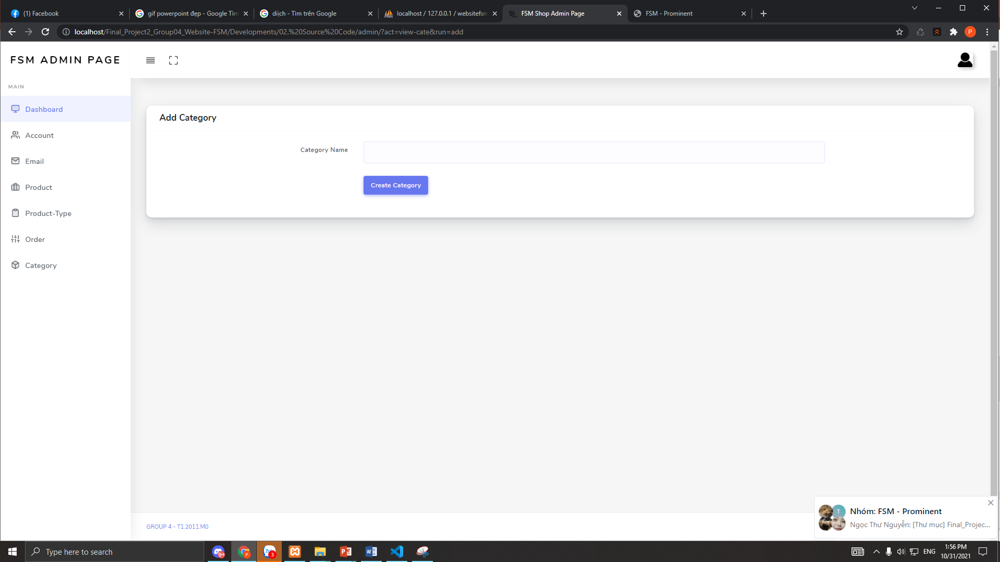 (1) Facebook
gif powerpoint đẹp - Google Tìm
diịch - Tìm trên Google
localhost / 127.0.0.1 / websitefsm
FSM Shop Admin Page
FSM - Prominent
localhost/Final_Project2_Group04_Website-FSM/Developments/02.%20Source%20Code/admin/?act=view-cate&run=add
P
FSM ADMIN PAGE
MAIN
Dashboard
Account
Email
Product
Product-Type
Order
Category
Add Category
Category Name
Create Category
GROUP 4 - T1.2011.M0
T
Nhóm: FSM - Prominent
Ngọc Thư Nguyễn: [Thư mục] Final_Projec...
Type here to search
9+
P
3
ENG
1:56 PM
10/31/2021